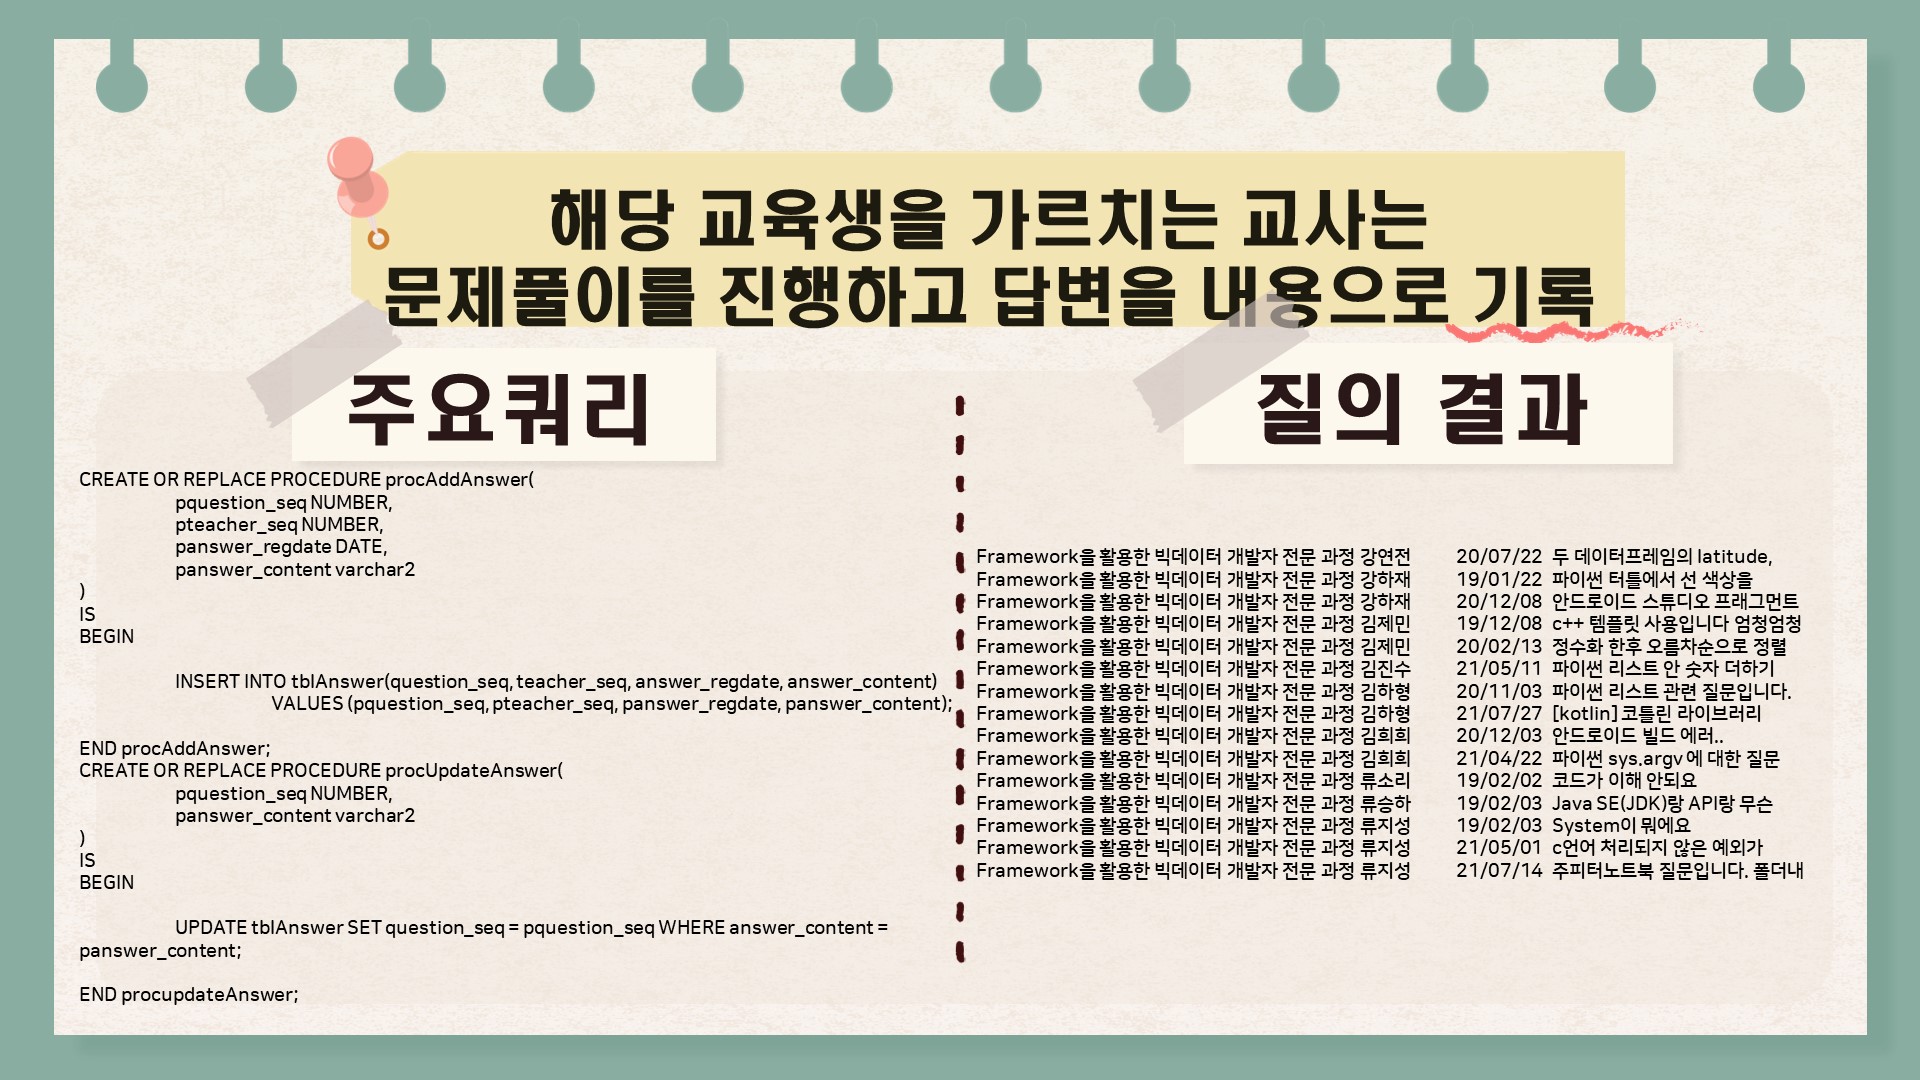 해당 교육생을 가르치는 교사는
문제풀이를 진행하고 답변을 내용으로 기록
주요쿼리
CREATE OR REPLACE PROCEDURE procAddAnswer(
pquestion_seq NUMBER,
pteacher_seq NUMBER,
panswer_regdate DATE,
panswer_content varchar2
)
IS
BEGIN
INSERT INTO tblAnswer(question_seq, teacher_seq, answer_regdate, answer_content)
VALUES (pquestion_seq, pteacher_seq, panswer_regdate, panswer_content);
END procAddAnswer;
CREATE OR REPLACE PROCEDURE procUpdateAnswer(
pquestion_seq NUMBER,
panswer_content varchar2
)
IS
BEGIN
UPDATE tblAnswer SET question_seq = pquestion_seq WHERE answer_content =
panswer_content;
END procupdateAnswer;
질의 결과
Framework을 활용한 빅데이터 개발자 전문 과정 강연전 20/07/22 두 데이터프레임의 latitude,
Framework을 활용한 빅데이터 개발자 전문 과정 강하재 19/01/22 파이썬 터틀에서 선 색상을
Framework을 활용한 빅데이터 개발자 전문 과정 강하재 20/12/08 안드로이드 스튜디오 프래그먼트
Framework을 활용한 빅데이터 개발자 전문 과정 김제민 19/12/08 c++ 템플릿 사용입니다 엄청엄청
Framework을 활용한 빅데이터 개발자 전문 과정 김제민 20/02/13 정수화 한후 오름차순으로 정렬
Framework을 활용한 빅데이터 개발자 전문 과정 김진수 21/05/11 파이썬 리스트 안 숫자 더하기
Framework을 활용한 빅데이터 개발자 전문 과정 김하형 20/11/03 파이썬 리스트 관련 질문입니다.
Framework을 활용한 빅데이터 개발자 전문 과정 김하형 21/07/27 [kotlin] 코틀린 라이브러리
Framework을 활용한 빅데이터 개발자 전문 과정 김희희 20/12/03 안드로이드 빌드 에러..
Framework을 활용한 빅데이터 개발자 전문 과정 김희희 21/04/22 파이썬 sys.argv 에 대한 질문
Framework을 활용한 빅데이터 개발자 전문 과정 류소리 19/02/02 코드가 이해 안되요
Framework을 활용한 빅데이터 개발자 전문 과정 류승하 19/02/03 Java SE(JDK)랑 API랑 무슨
Framework을 활용한 빅데이터 개발자 전문 과정 류지성 19/02/03 System이 뭐에요
Framework을 활용한 빅데이터 개발자 전문 과정 류지성 21/05/01 c언어 처리되지 않은 예외가
Framework을 활용한 빅데이터 개발자 전문 과정 류지성 21/07/14 주피터노트북 질문입니다. 폴더내